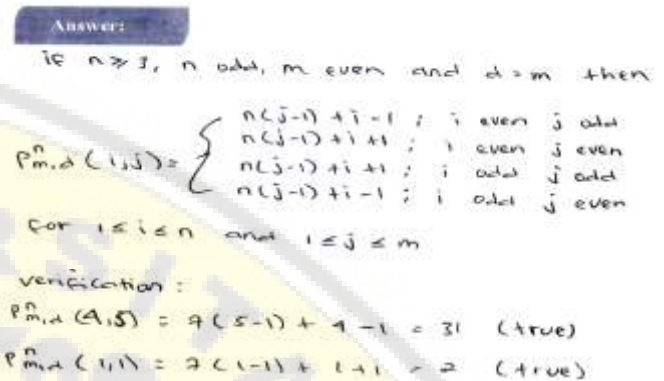 Answer:
if n ≥ 3, n odd, m even and d = m then
n(j-1) + i - 1 ; i even j odd
n(j-1) + i + 1 ; i even j even
P^n_{m,d} (i,j) =
n(j-1) + i + 1 ; i odd j odd
n(j-1) + i - 1 ; i odd j even
for 1 ≤ i ≤ n and 1 ≤ j ≤ m
verification :
P^n_{m,d} (4,5) = 7(5-1) + 4 - 1 = 31 (true)
P^n_{m,d} (1,1) = 7(1-1) + 1 + 1 = 2 (true)